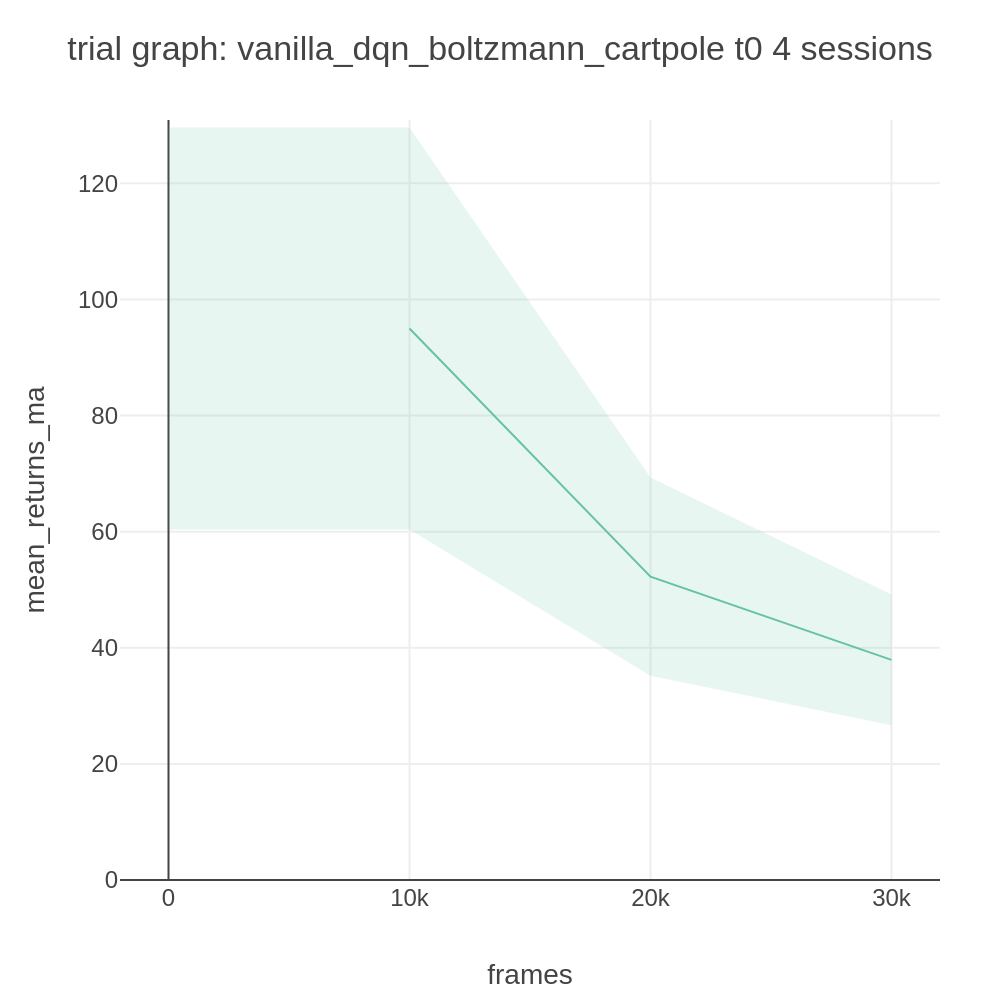 trial graph: vanilla_dqn_boltzmann_cartpole t0 4 sessions
mean_returns_ma
120
100
80
60
40
20
0
0 10k 20k 30k
frames